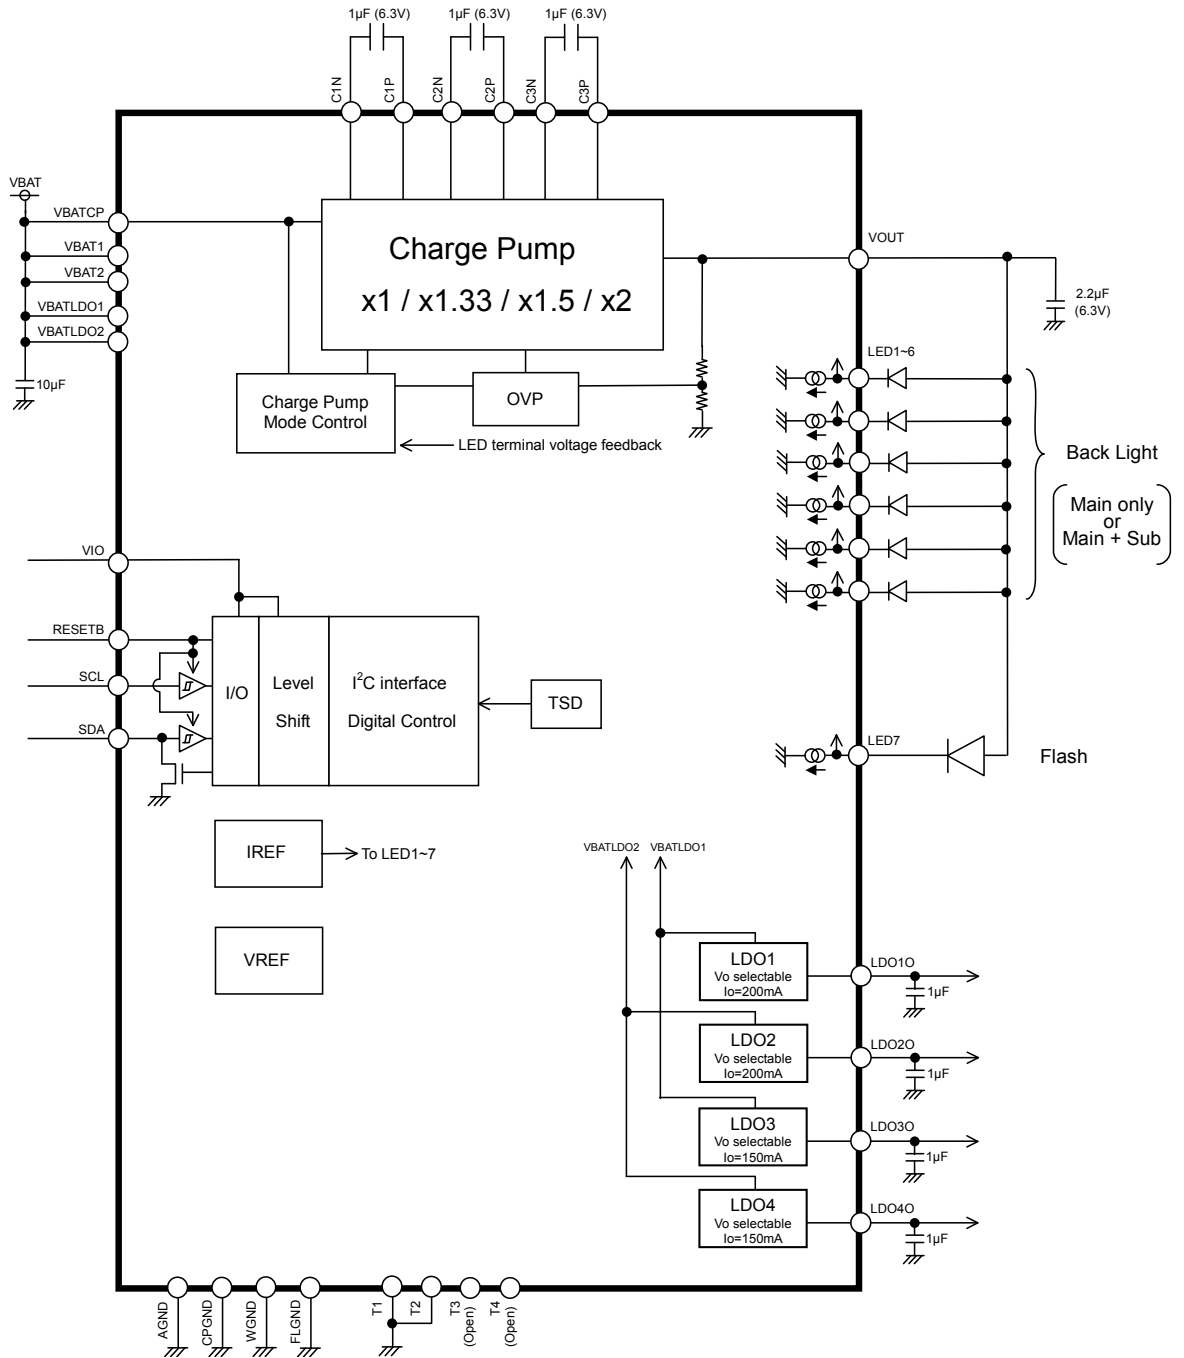 1µF (6.3V)
1µF (6.3V)
1µF (6.3V)
C1N
C1P
C2N
C2P
C3N
C3P
VBAT
VBATCP
VBAT1
VBAT2
VBATLDO1
VBATLDO2
10µF
Charge Pump
x1 / x1.33 / x1.5 / x2
VOUT
2.2µF
(6.3V)
Charge Pump
Mode Control
OVP
LED terminal voltage feedback
LED1~6
Back Light
Main only
or
Main + Sub
VIO
RESETB
SCL
SDA
I/O
Level
Shift
I²C interface
Digital Control
TSD
LED7
Flash
IREF
To LED1~7
VREF
VBATLDO2
VBATLDO1
LDO1
Vo selectable
Io=200mA
LDO1O
1µF
LDO2
Vo selectable
Io=200mA
LDO2O
1µF
LDO3
Vo selectable
Io=150mA
LDO3O
1µF
LDO4
Vo selectable
Io=150mA
LDO4O
1µF
AGND
CPGND
WGND
FLGND
T1
T2
T3
(Open)
T4
(Open)